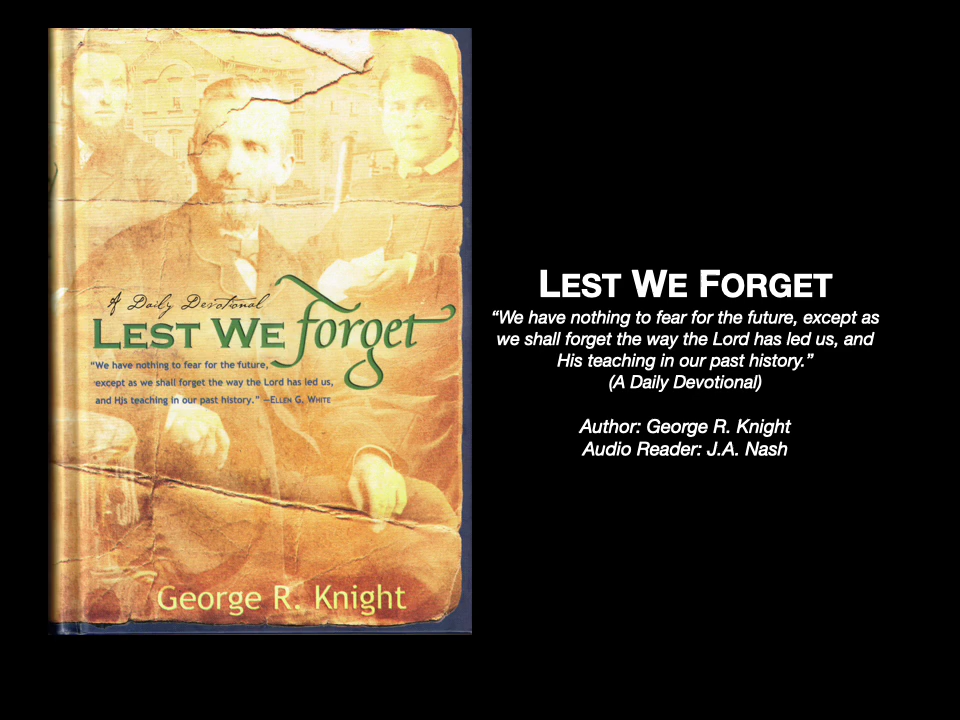 A Daily Devotional
LEST WE forget
“We have nothing to fear for the future,
except as we shall forget the way the Lord has led us,
and His teaching in our past history.” —ELLEN G. WHITE
George R. Knight
LEST WE FORGET
“We have nothing to fear for the future, except as
we shall forget the way the Lord has led us, and
His teaching in our past history.”
(A Daily Devotional)
Author: George R. Knight
Audio Reader: J.A. Nash